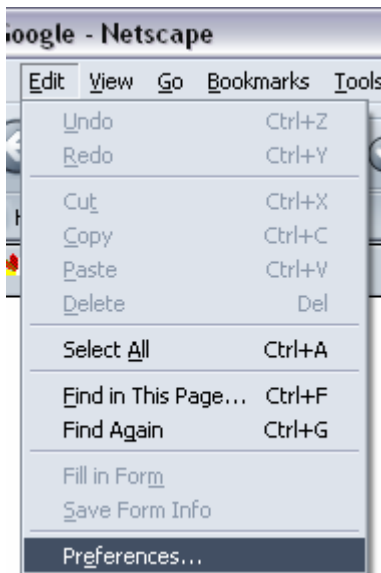 Google - Netscape
Edit View Go Bookmarks Tools
Undo Ctrl+Z
Redo Ctrl+Y
Cut Ctrl+X
Copy Ctrl+C
Paste Ctrl+V
Delete Del
Select All Ctrl+A
Find in This Page... Ctrl+F
Find Again Ctrl+G
Fill in Form
Save Form Info
Preferences...